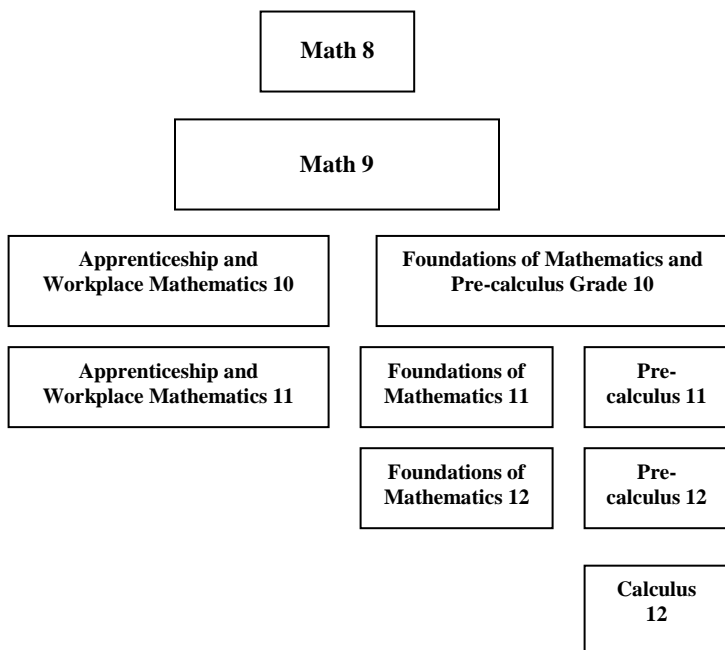 Math 8
Math 9
Apprenticeship and
Workplace Mathematics 10
Foundations of Mathematics and
Pre-calculus Grade 10
Apprenticeship and
Workplace Mathematics 11
Foundations of
Mathematics 11
Pre-
calculus 11
Foundations of
Mathematics 12
Pre-
calculus 12
Calculus
12